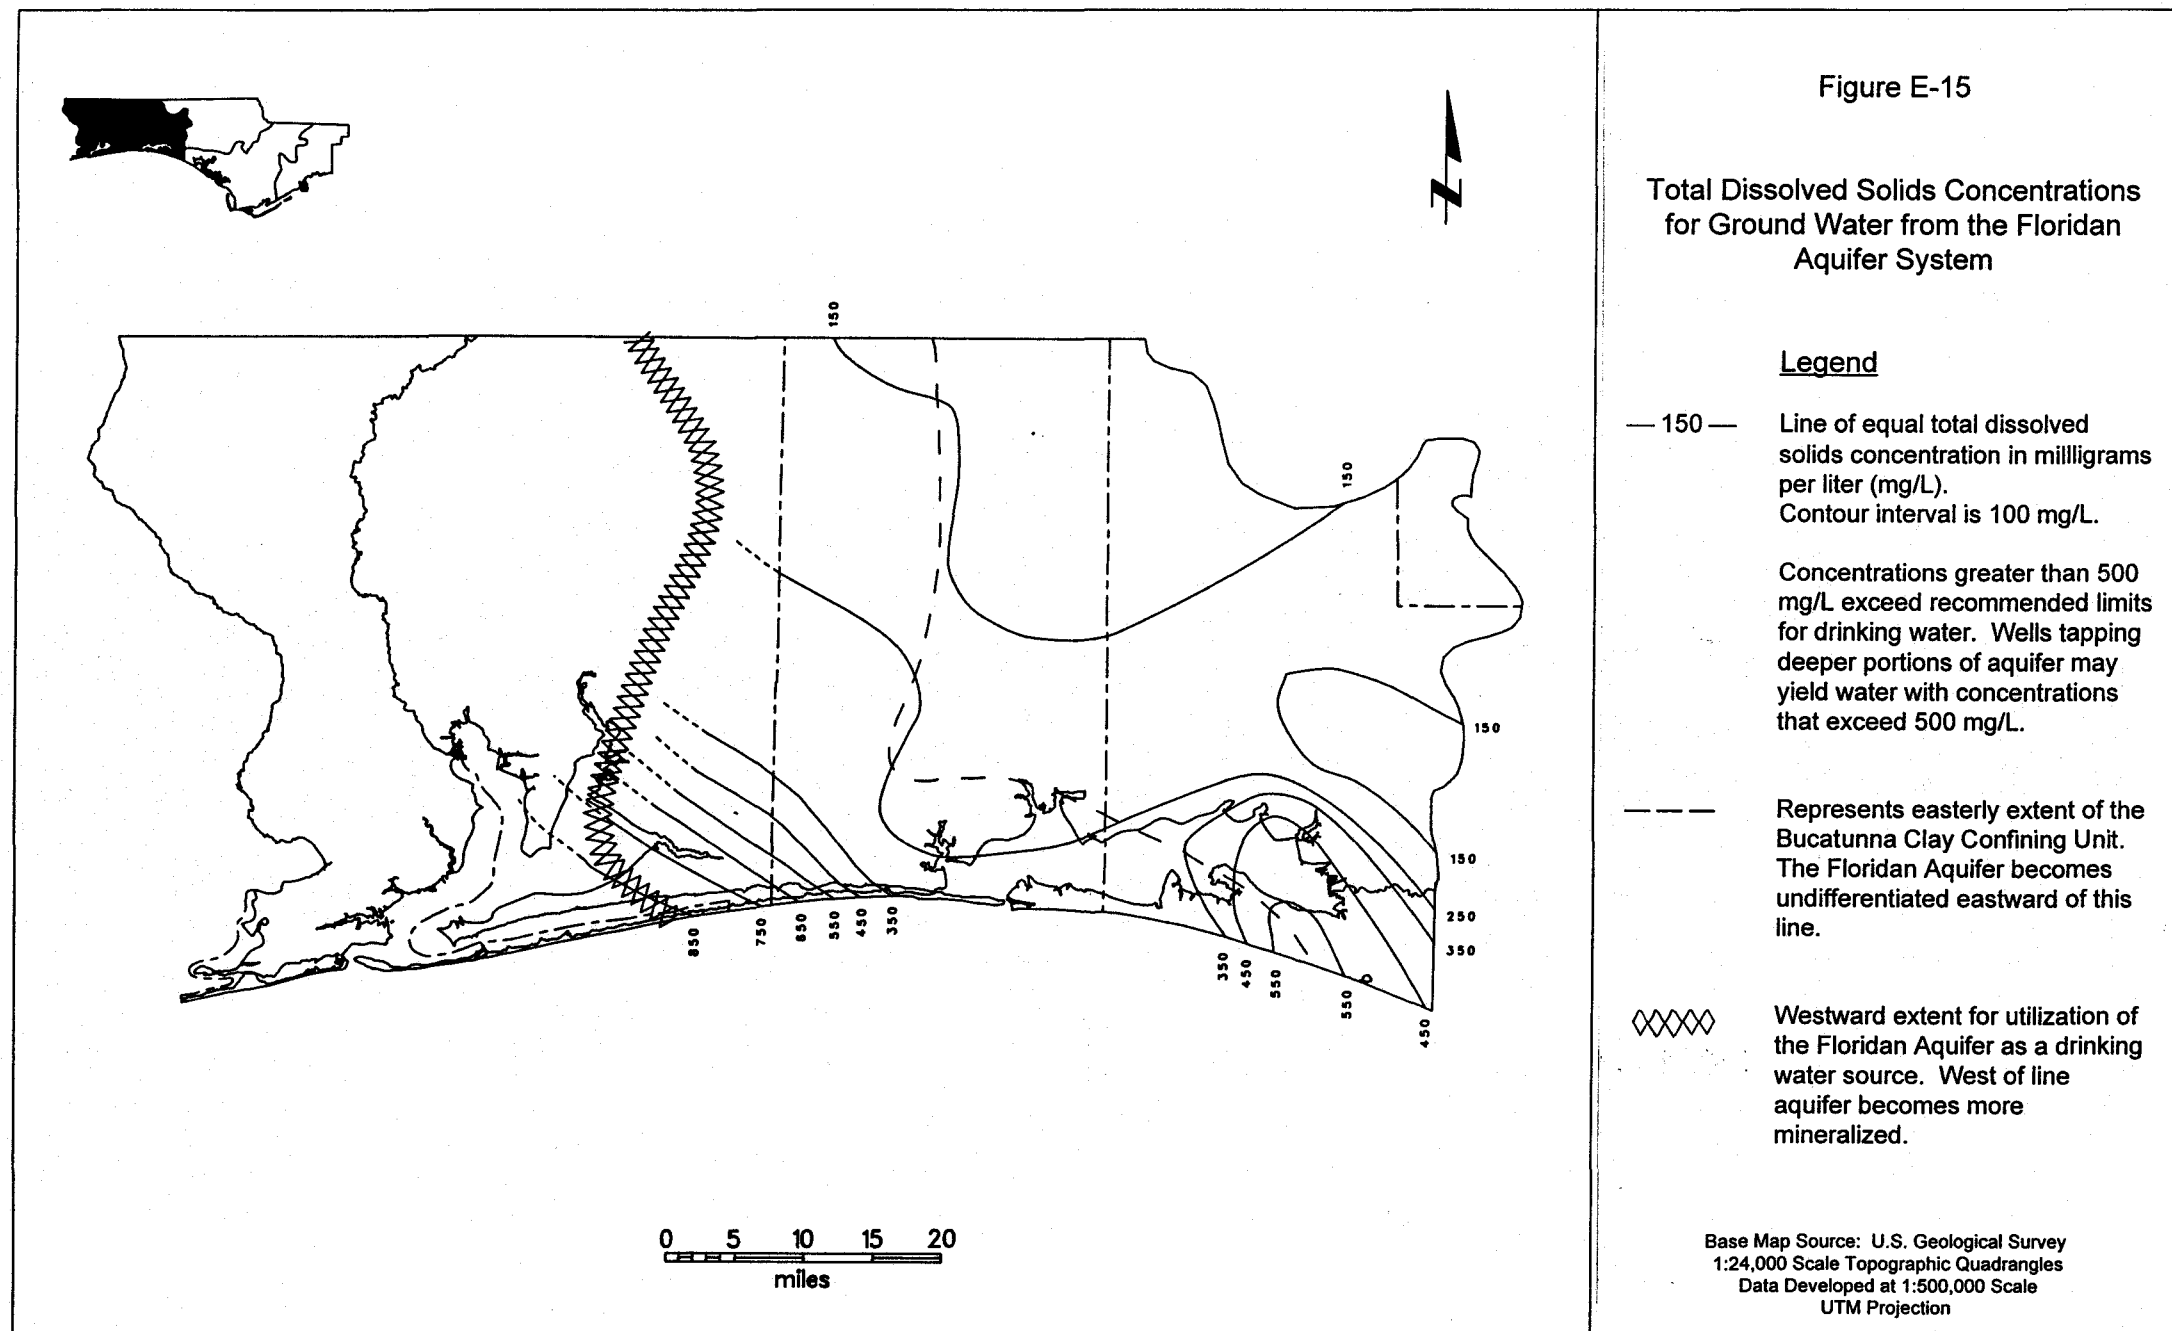 Figure E-15
Total Dissolved Solids Concentrations
for Ground Water from the Floridan
Aquifer System
Legend
150
Line of equal total dissolved
solids concentration in millligrams
per liter (mg/L).
Contour interval is 100 mg/L.
Concentrations greater than 500
mg/L exceed recommended limits
for drinking water. Wells tapping
deeper portions of aquifer may
yield water with concentrations
that exceed 500 mg/L.
Represents easterly extent of the
Bucatunna Clay Confining Unit.
The Floridan Aquifer becomes
undifferentiated eastward of this
line.
Westward extent for utilization of
the Floridan Aquifer as a drinking
water source. West of line
aquifer becomes more
mineralized.
Base Map Source: U.S. Geological Survey
1:24,000 Scale Topographic Quadrangles
Data Developed at 1:500,000 Scale
UTM Projection
N
150
150
150
150
250
350
850
750
650
550
450
350
350
450
550
550
450
0 5 10 15 20
miles